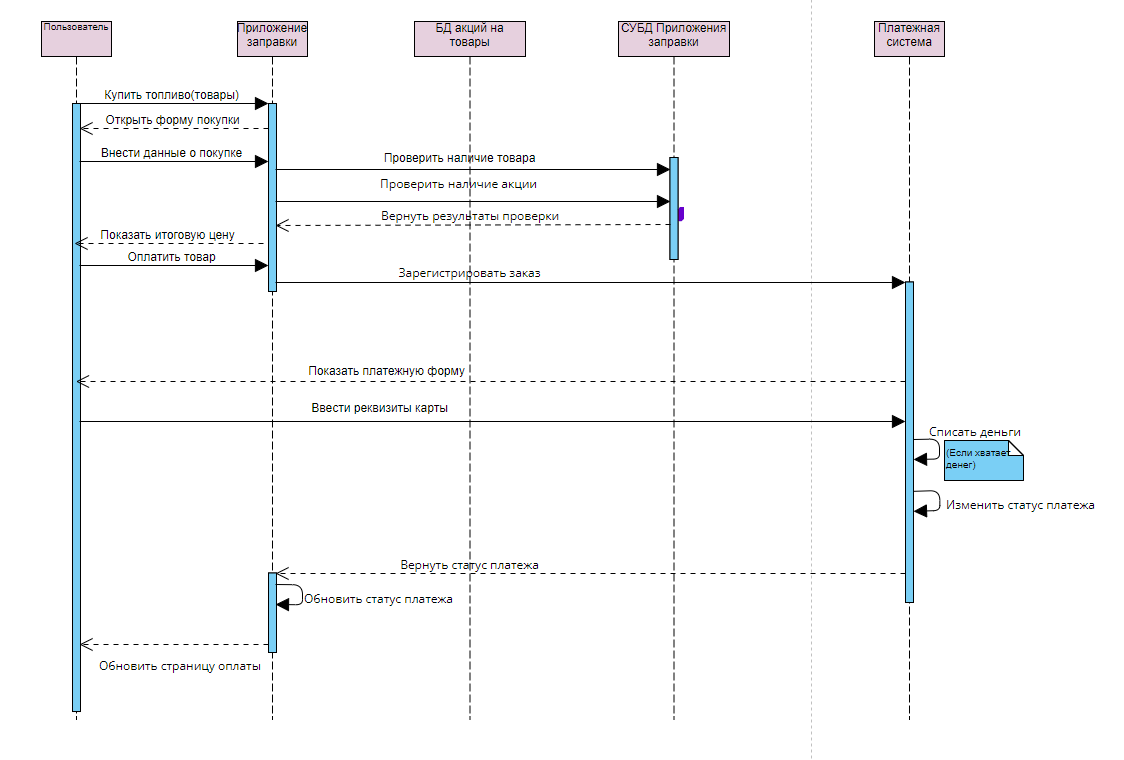 Пользователь
Приложение
заправки
БД акций на
товары
СУБД Приложения
заправки
Платежная
система
Купить топливо(товары)
Открыть форму покупки
Внести данные о покупке
Проверить наличие товара
Проверить наличие акции
Вернуть результаты проверки
Показать итоговую цену
Оплатить товар
Зарегистрировать заказ
Показать платежную форму
Ввести реквизиты карты
Списать деньги
(Если хватает
денег)
Изменить статус платежа
Вернуть статус платежа
Обновить статус платежа
Обновить страницу оплаты